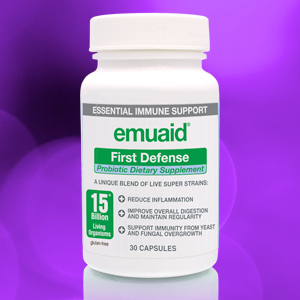 ESSENTIAL IMMUNE SUPPORT
emuaid®
First Defense
Probiotic Dietary Supplement
A UNIQUE BLEND OF LIVE SUPER STRAINS:
15*
Billion
Living
Organisms
gluten-free
REDUCE INFLAMMATION
IMPROVE OVERALL DIGESTION
AND MAINTAIN REGULARITY
SUPPORT IMMUNITY FROM YEAST
AND FUNGAL OVERGROWTH
30 CAPSULES